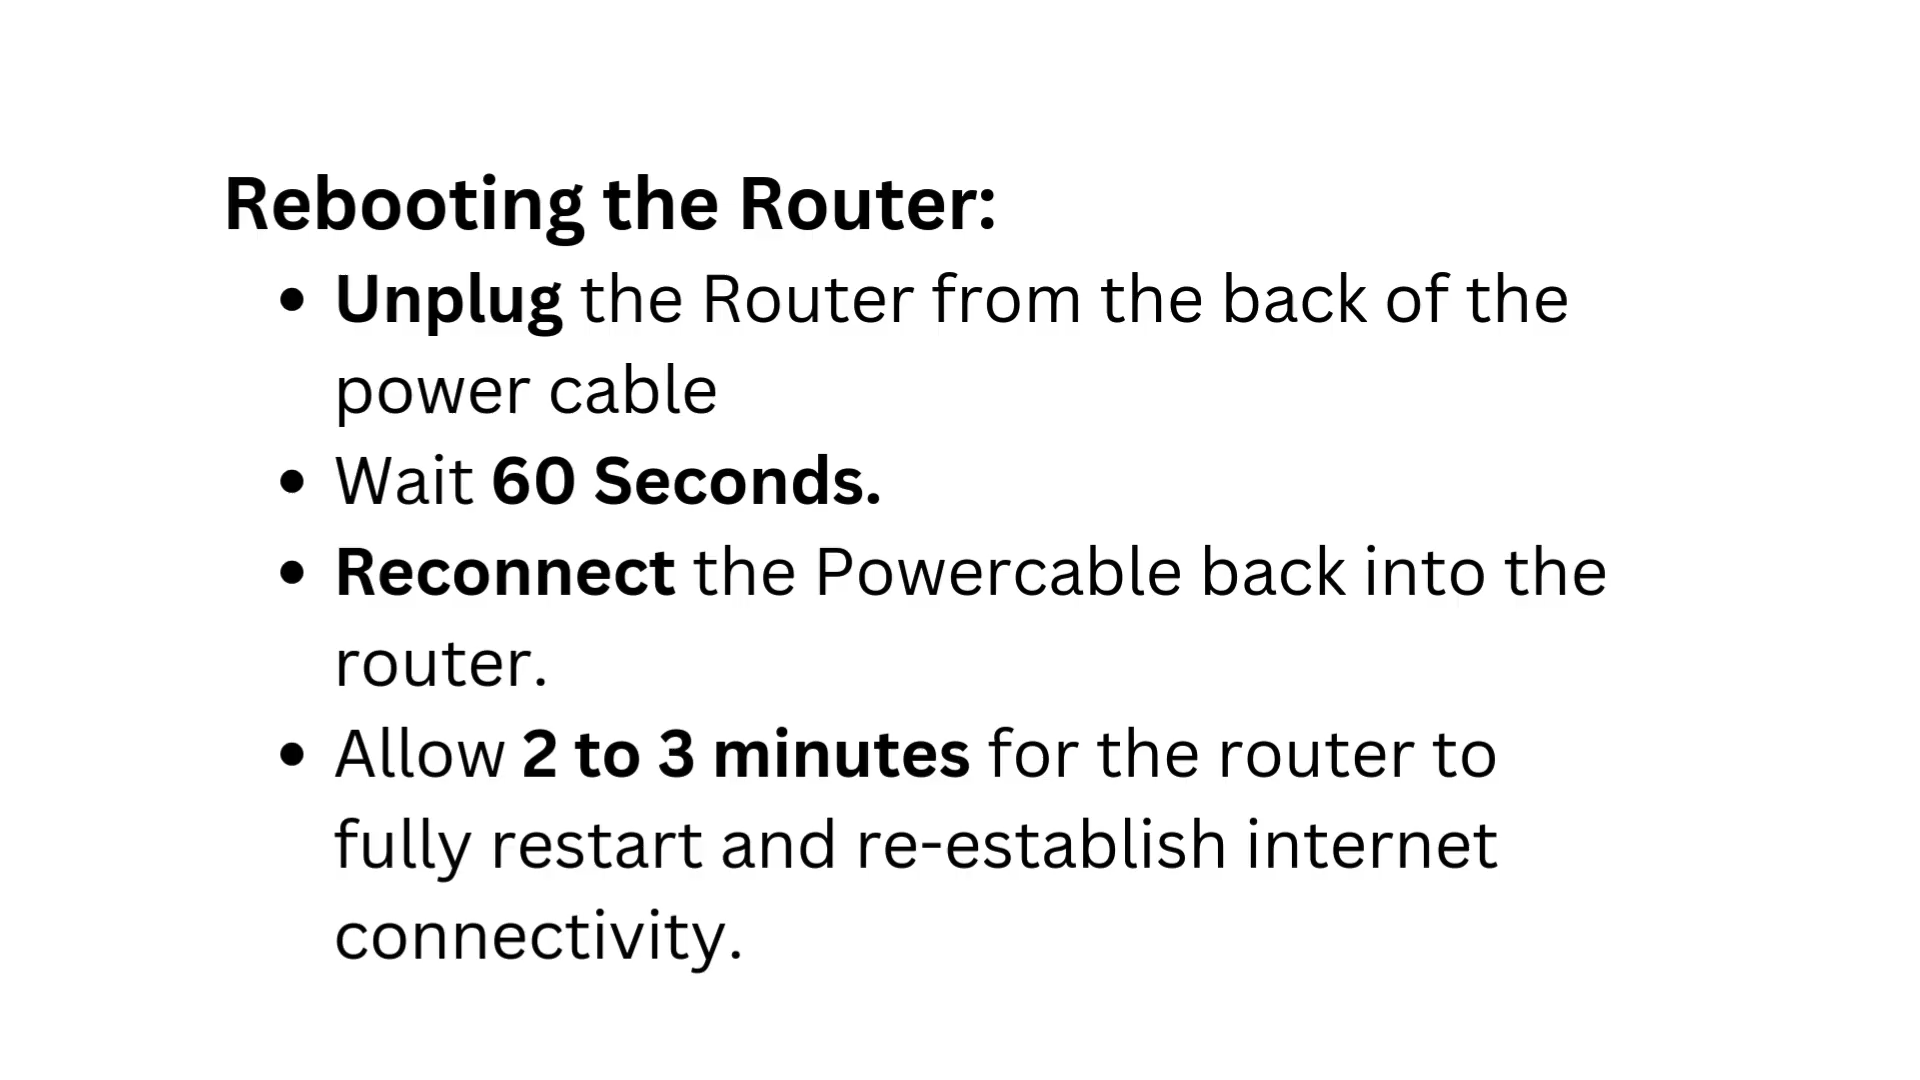 Rebooting the Router:
• Unplug the Router from the back of the
power cable
• Wait 60 Seconds.
• Reconnect the Powercable back into the
router.
• Allow 2 to 3 minutes for the router to
fully restart and re-establish internet
connectivity.